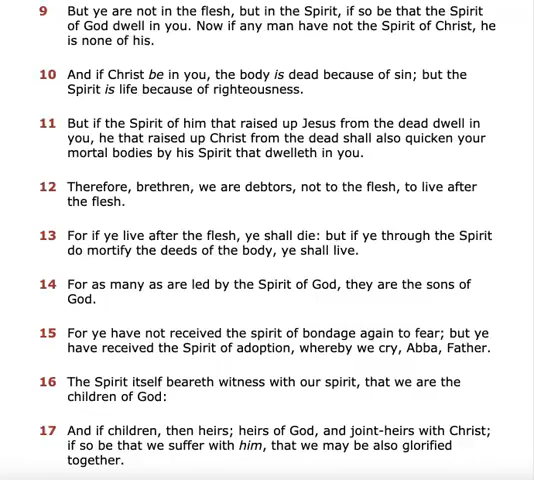 9 But ye are not in the flesh, but in the Spirit, if so be that the Spirit
of God dwell in you. Now if any man have not the Spirit of Christ, he
is none of his.
10 And if Christ be in you, the body is dead because of sin; but the
Spirit is life because of righteousness.
11 But if the Spirit of him that raised up Jesus from the dead dwell in
you, he that raised up Christ from the dead shall also quicken your
mortal bodies by his Spirit that dwelleth in you.
12 Therefore, brethren, we are debtors, not to the flesh, to live after
the flesh.
13 For if ye live after the flesh, ye shall die: but if ye through the Spirit
do mortify the deeds of the body, ye shall live.
14 For as many as are led by the Spirit of God, they are the sons of
God.
15 For ye have not received the spirit of bondage again to fear; but ye
have received the Spirit of adoption, whereby we cry, Abba, Father.
16 The Spirit itself beareth witness with our spirit, that we are the
children of God:
17 And if children, then heirs; heirs of God, and joint-heirs with Christ;
if so be that we suffer with him, that we may be also glorified
together.